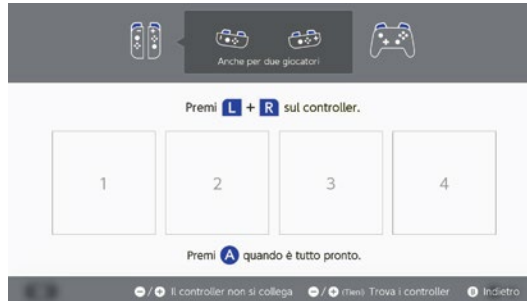 Anche per due giocatori
Premi L + R sul controller.
1 2 3 4
Premi A quando è tutto pronto.
⊖/⊕ Il controller non si collega ⊖/⊕ (Tieni) Trova i controller B Indietro